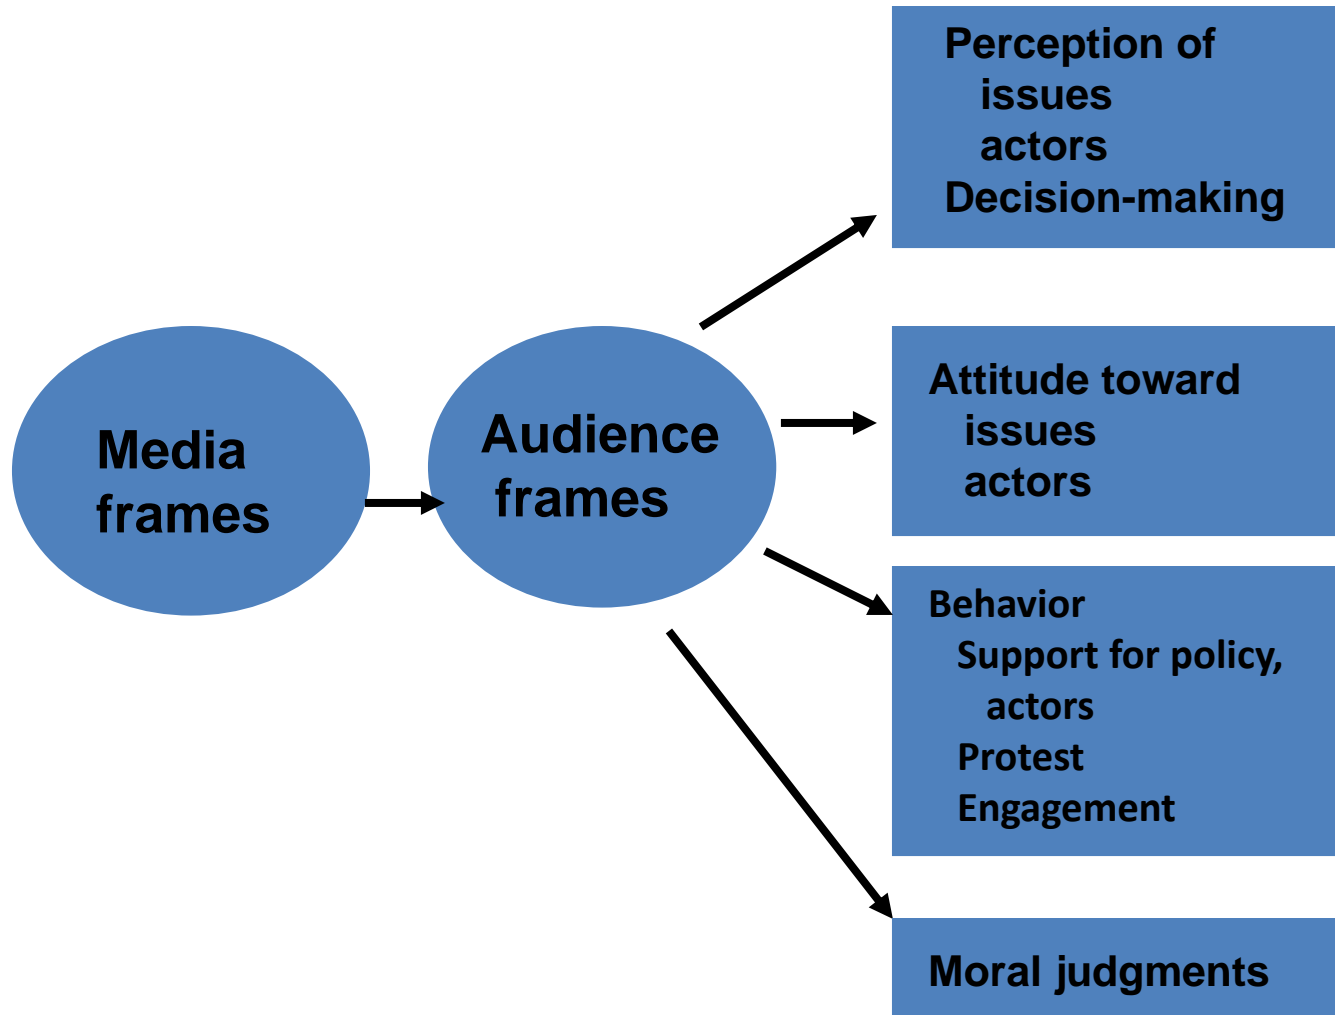 Media
frames
Audience
frames
Perception of
issues
actors
Decision-making
Attitude toward
issues
actors
Behavior
Support for policy,
actors
Protest
Engagement
Moral judgments